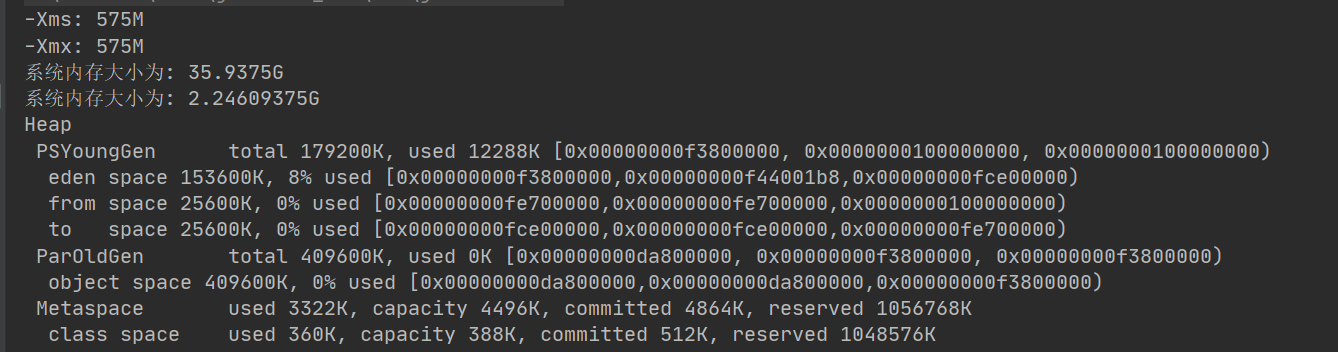 -Xms: 575M
-Xmx: 575M
系统内存大小为: 35.9375G
系统内存大小为: 2.24609375G
Heap
PSYoungGen      total 179200K, used 12288K [0x00000000f3800000, 0x0000000100000000, 0x0000000100000000)
eden space 153600K, 8% used [0x00000000f3800000,0x00000000f44001b8,0x00000000fce00000)
from space 25600K, 0% used [0x00000000fe700000,0x00000000fe700000,0x0000000100000000)
to   space 25600K, 0% used [0x00000000fce00000,0x00000000fce00000,0x00000000fe700000)
ParOldGen       total 409600K, used 0K [0x00000000da800000, 0x00000000f3800000, 0x00000000f3800000)
object space 409600K, 0% used [0x00000000da800000,0x00000000da800000,0x00000000f3800000)
Metaspace       used 3322K, capacity 4496K, committed 4864K, reserved 1056768K
class space    used 360K, capacity 388K, committed 512K, reserved 1048576K